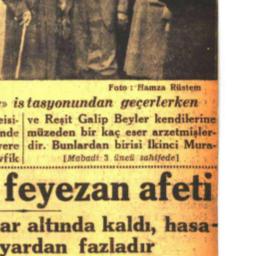 Foto : Hamza Rüstem
istasyonundan geçerlerken
eisi- ve Reşit Galip Beyler kendilerine
nde müzeden bir kaç eser arzetmişler-
vere dir. Bunlardan birisi İkinci Mura-
vfik [Mabadi 3 üncü sahifede]
feyezan afeti
ar altında kaldı, hasa-
yardan fazladır